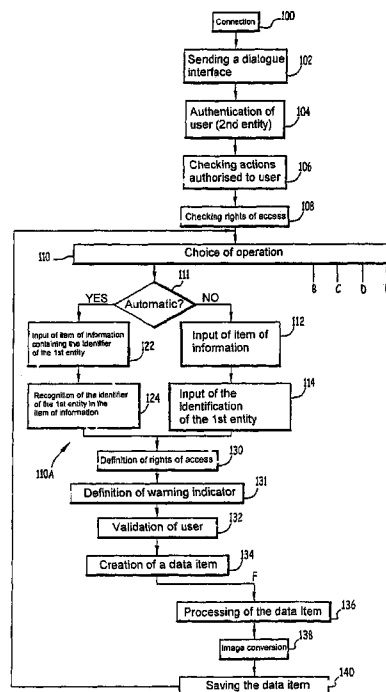 Connection
100
Sending a dialogue
interface
102
Authentication of
user (2nd entity)
104
Checking actions
authorised to user
106
Checking rights of access
108
110
Choice of operation
B C D
111
YES
Automatic?
NO
Input of item of information
containing the identifier
of the 1st entity
122
Input of item of
information
112
Recognition of the identifier
of the 1st entity in the
item of information
124
Input of the
identification
of the 1st entity
114
110A
Definition of rights of access
130
Definition of warning indicator
131
Validation of user
132
Creation of a data item
134
F
Processing of the data item
136
Image conversion
138
Saving the data item
140